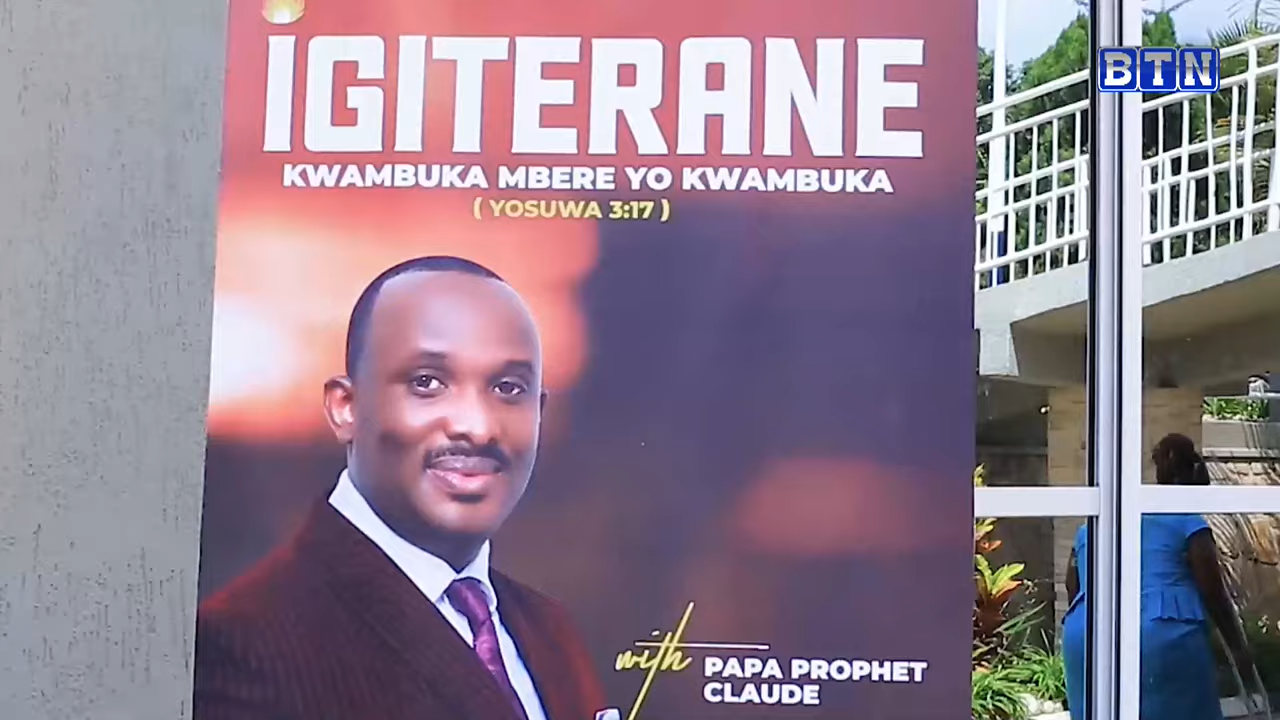 BTN
IGITERANE
KWAMBUKA MBERE YO KWAMBUKA
( YOSUWA 3:17 )
with PAPA PROPHET
CLAUDE